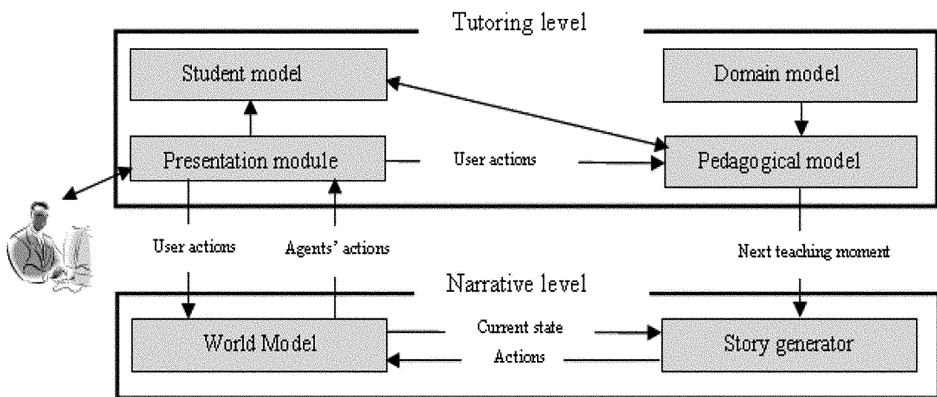 Tutoring level
Student model
Domain model
Presentation module
User actions
Pedagogical model
User actions
Agents’ actions
Next teaching moment
Narrative level
World Model
Current state
Actions
Story generator